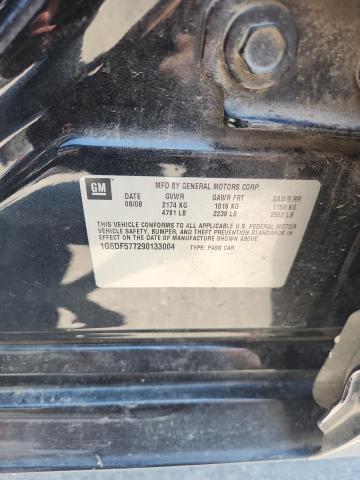 GM
MFD BY GENERAL MOTORS CORP.
DATE GVWR GAWR FRT GAWR RR
08/08 2174 KG 1016 KG 1158 KG
4791 LB 2239 LB 2552 LB
THIS VEHICLE CONFORMS TO ALL APPLICABLE U.S. FEDERAL MOTOR
VEHICLE SAFETY, BUMPER, AND THEFT PREVENTION STANDARDS
IN EFFECT ON THE DATE OF MANUFACTURE SHOWN ABOVE.
1G6DF577290133004 TYPE: PASS CAR